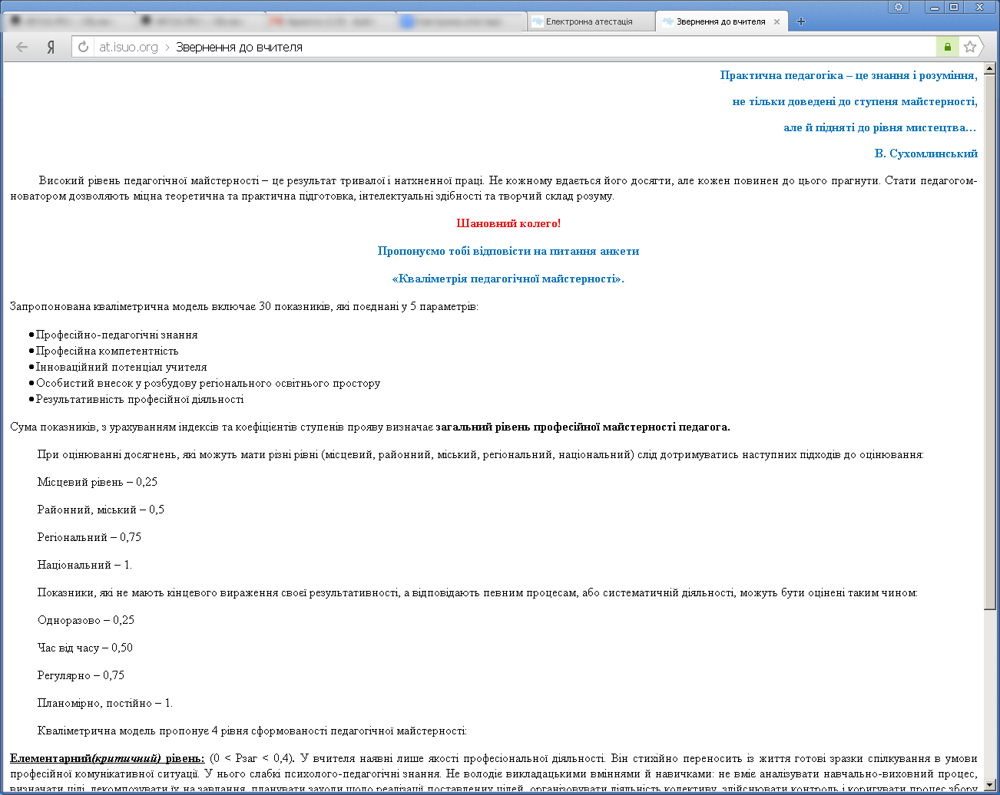 Електронна атестація
Звернення до вчителя
Я
at.isuo.org › Звернення до вчителя
Практична педагогіка – це знання і розуміння,
не тільки доведені до ступеня майстерності,
але й підняті до рівня мистецтва…
В. Сухомлинський
Високий рівень педагогічної майстерності – це результат тривалої і натхненної праці. Не кожному вдається його досягти, але кожен повинен до цього прагнути. Стати педагогом-
новатором дозволяють міцна теоретична та практична підготовка, інтелектуальні здібності та творчий склад розуму.
Шановний колего!
Пропонуємо тобі відповісти на питання анкети
«Кваліметрія педагогічної майстерності».
Запропонована кваліметрична модель включає 30 показників, які поєднані у 5 параметрів:
•Професійно-педагогічні знання
•Професійна компетентність
•Інноваційний потенціал учителя
•Особистий внесок у розбудову регіонального освітнього простору
•Результативність професійної діяльності
Сума показників, з урахуванням індексів та коефіцієнтів ступенів прояву визначає загальний рівень професійної майстерності педагога.
При оцінюванні досягнень, які можуть мати різні рівні (місцевий, районний, міський, регіональний, національний) слід дотримуватись наступних підходів до оцінювання:
Місцевий рівень – 0,25
Районний, міський – 0,5
Регіональний – 0,75
Національний – 1.
Показники, які не мають кінцевого вираження своєї результативності, а відповідають певним процесам, або систематичній діяльності, можуть бути оцінені таким чином:
Одноразово – 0,25
Час від часу – 0,50
Регулярно – 0,75
Планомірно, постійно – 1.
Кваліметрична модель пропонує 4 рівня сформованості педагогічної майстерності:
Елементарний(критичний) рівень: (0 < Рзаг < 0,4). У вчителя наявні лише якості професіональної діяльності. Він стихійно переносить із життя готові зразки спілкування в умови
професійної комунікативної ситуації. У нього слабкі психолого-педагогічні знання. Не володіє викладацькими вміннями й навичками: не вміє аналізувати навчально-виховний процес,
визначати цілі, декомпозувати їх на завдання, планувати заходи щодо реалізації поставлених цілей, організовувати діяльність колективу, здійснювати контроль і коригувати процес збору